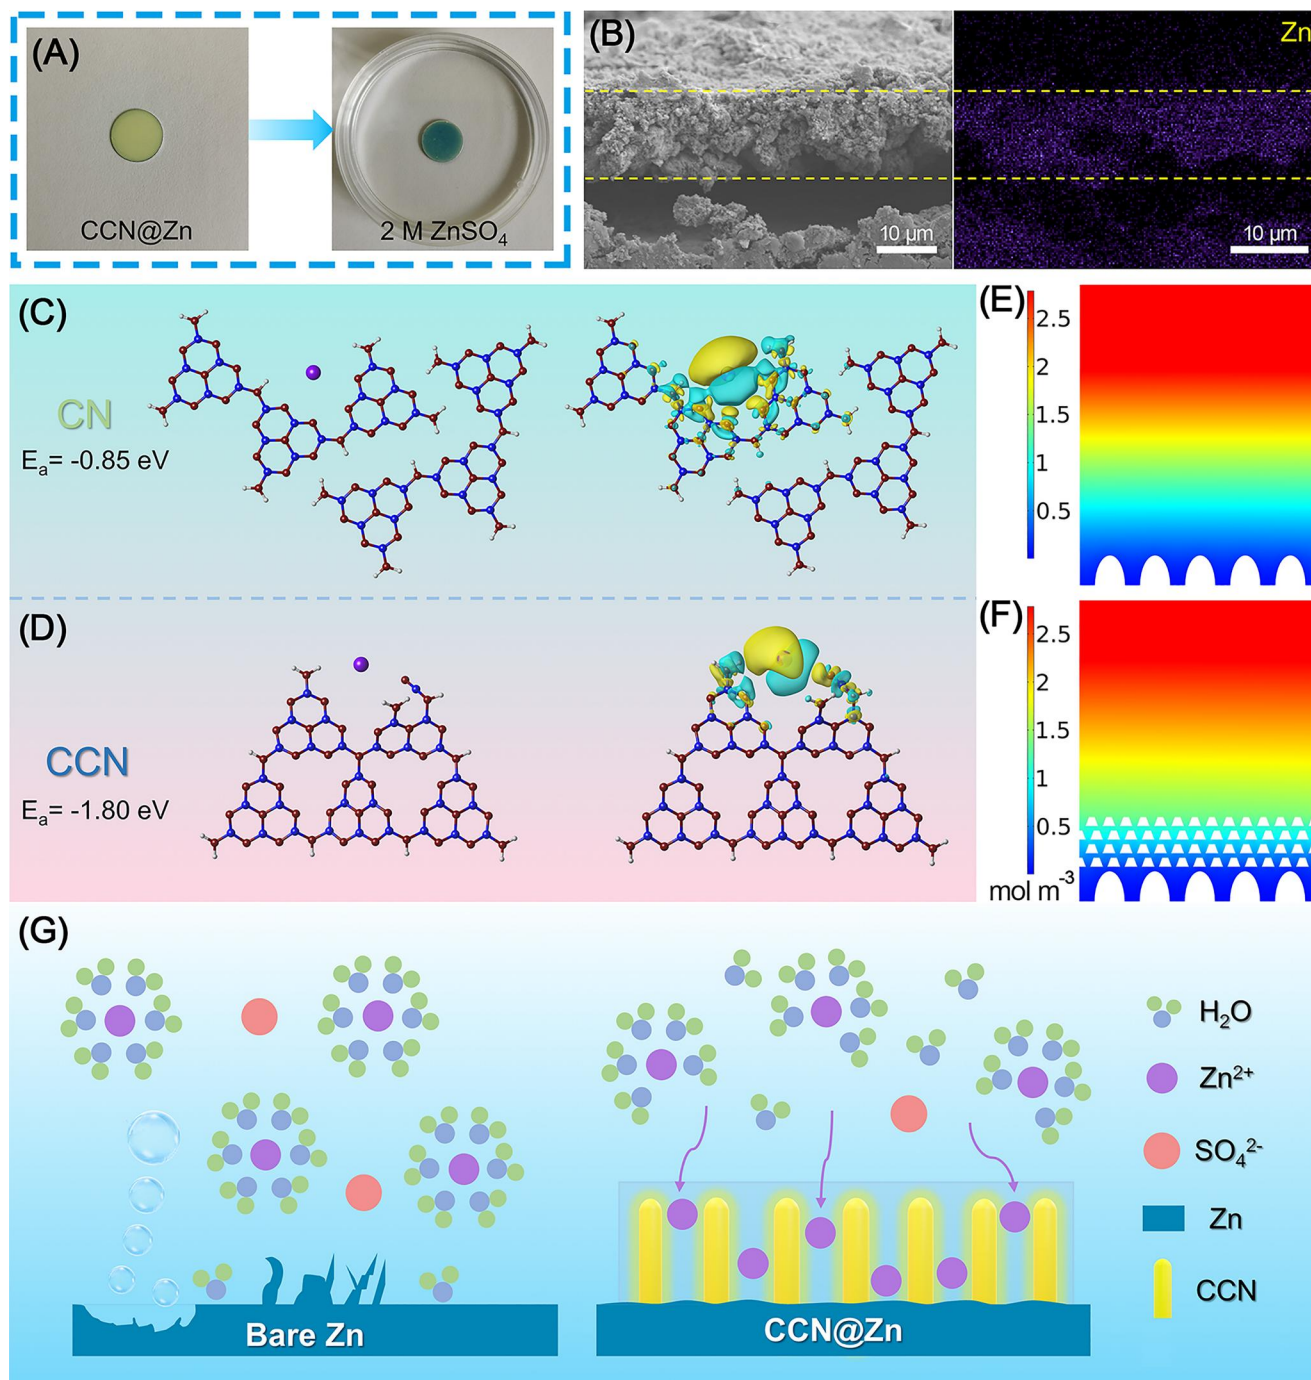 (A)
CCN@Zn
2 M ZnSO₄
(B)
Zn
10 μm
10 μm
(C)
CN
Eₐ= -0.85 eV
(D)
CCN
Eₐ= -1.80 eV
(E)
2.5
2
1.5
1
0.5
(F)
2.5
2
1.5
1
0.5
mol m⁻³
(G)
H₂O
Zn²⁺
SO₄²⁻
Zn
CCN
Bare Zn
CCN@Zn